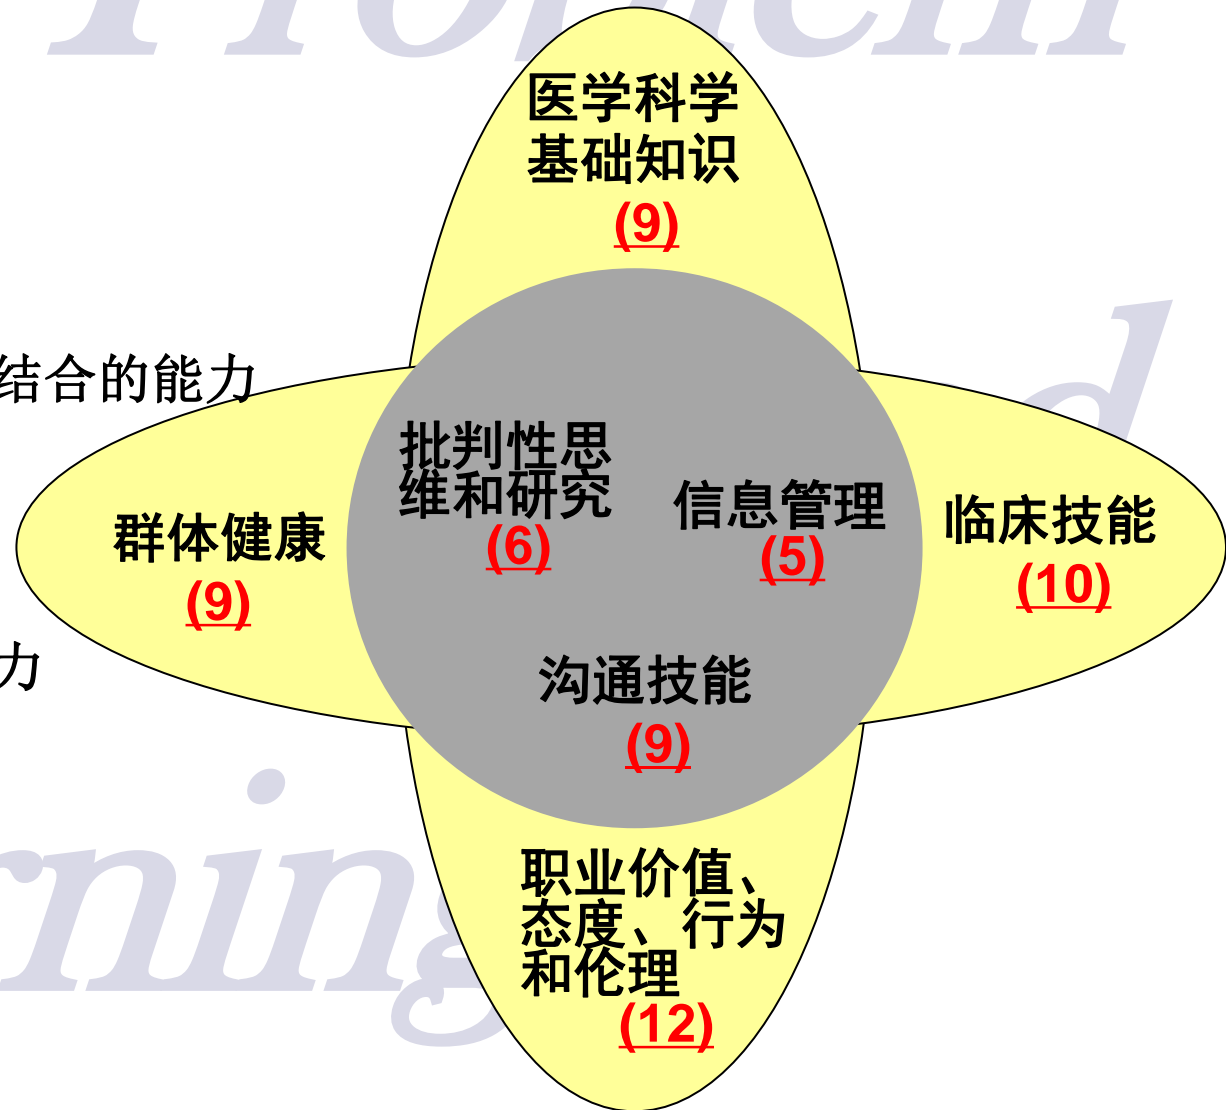 Problem
医学科学
基础知识
(9)
结合的能力
批判性思
维和研究
(6)
信息管理
(5)
群体健康
(9)
临床技能
(10)
力
沟通技能
(9)
rning
职业价值、
态度、行为
和伦理
(12)